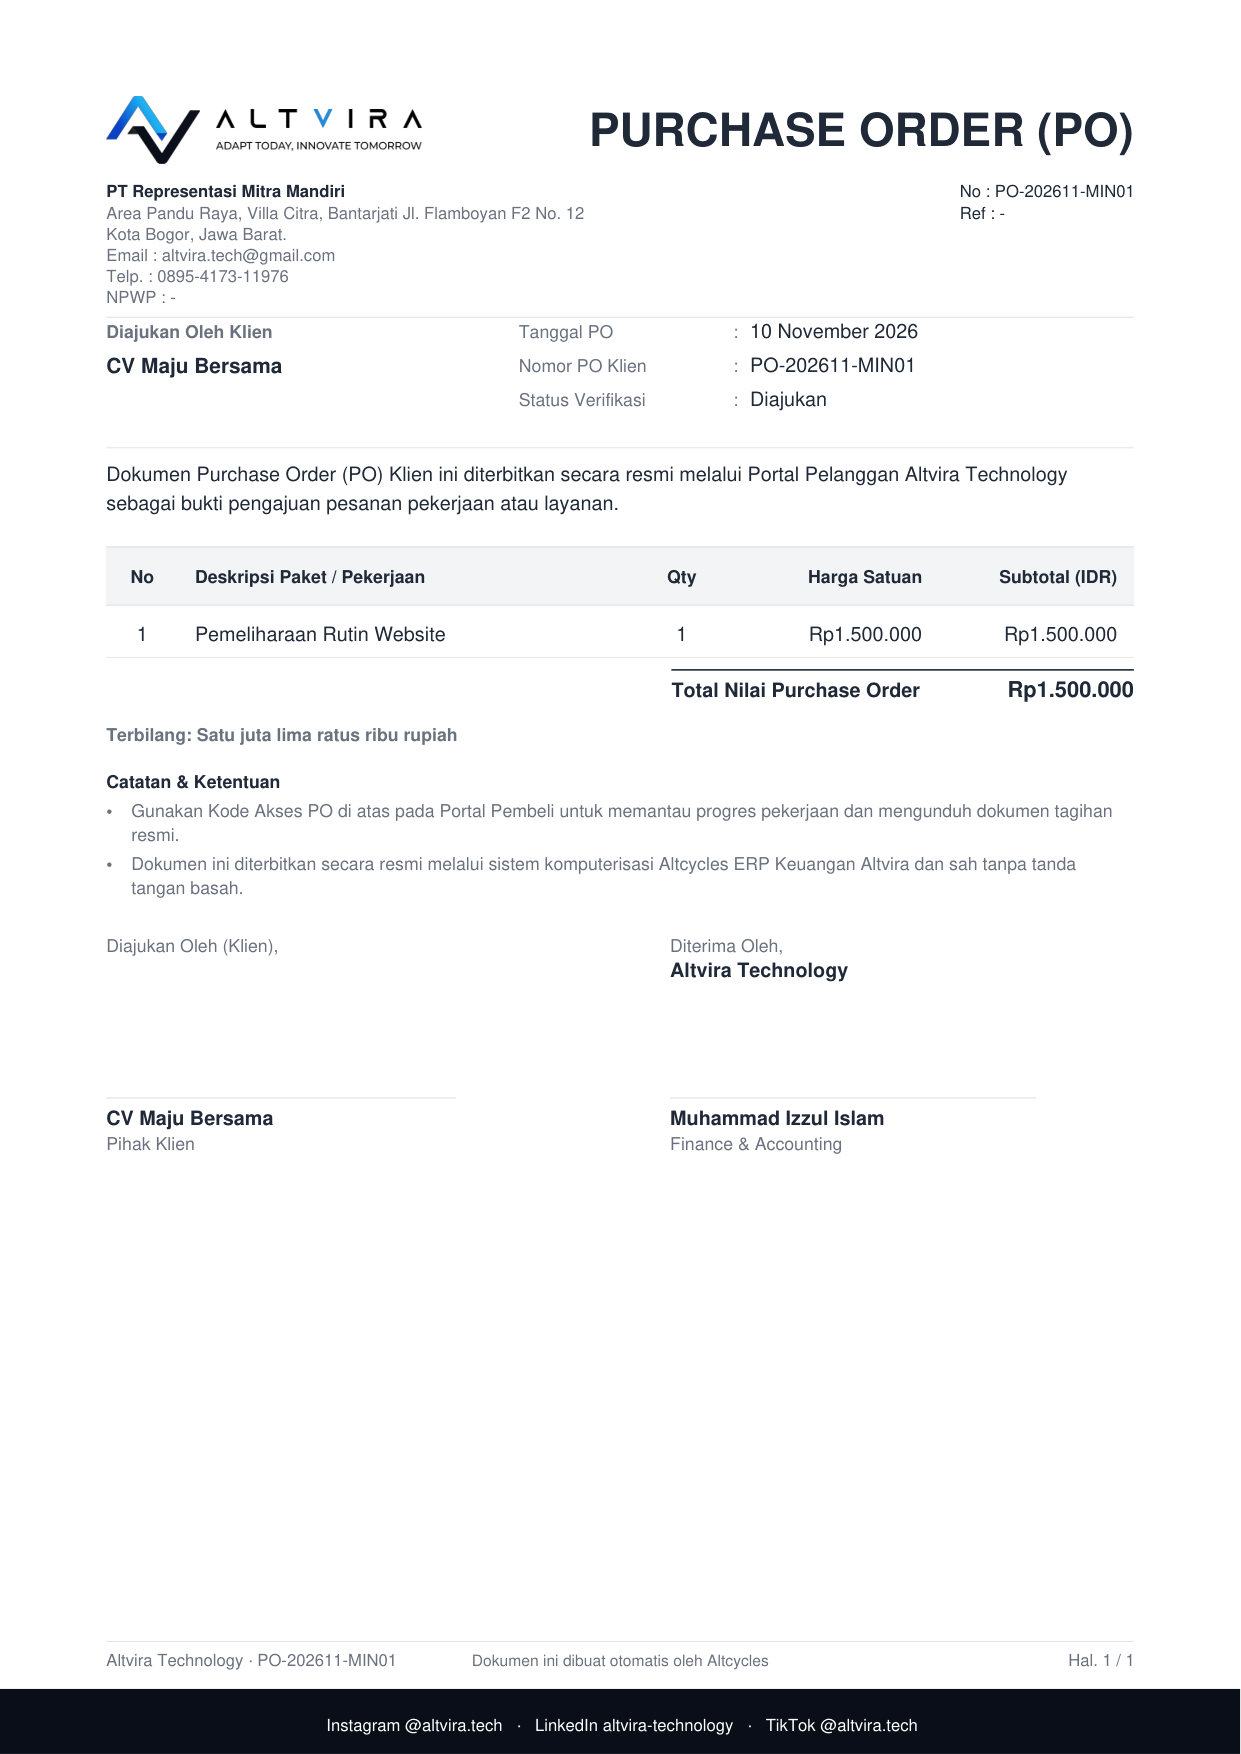 ALTVIRA
ADAPT TODAY, INNOVATE TOMORROW
PURCHASE ORDER (PO)
PT Representasi Mitra Mandiri
Area Pandu Raya, Villa Citra, Bantarjati Jl. Flamboyan F2 No. 12
Kota Bogor, Jawa Barat.
Email : altvira.tech@gmail.com
Telp. : 0895-4173-11976
NPWP : -
No : PO-202611-MIN01
Ref : -
Diajukan Oleh Klien
CV Maju Bersama
Tanggal PO : 10 November 2026
Nomor PO Klien : PO-202611-MIN01
Status Verifikasi : Diajukan
Dokumen Purchase Order (PO) Klien ini diterbitkan secara resmi melalui Portal Pelanggan Altvira Technology
sebagai bukti pengajuan pesanan pekerjaan atau layanan.
No Deskripsi Paket / Pekerjaan Qty Harga Satuan Subtotal (IDR)
1 Pemeliharaan Rutin Website 1 Rp1.500.000 Rp1.500.000
Total Nilai Purchase Order Rp1.500.000
Terbilang: Satu juta lima ratus ribu rupiah
Catatan & Ketentuan
• Gunakan Kode Akses PO di atas pada Portal Pembeli untuk memantau progres pekerjaan dan mengunduh dokumen tagihan
resmi.
• Dokumen ini diterbitkan secara resmi melalui sistem komputerisasi Altcycles ERP Keuangan Altvira dan sah tanpa tanda
tangan basah.
Diajukan Oleh (Klien),
CV Maju Bersama
Pihak Klien
Diterima Oleh,
Altvira Technology
Muhammad Izzul Islam
Finance & Accounting
Altvira Technology · PO-202611-MIN01 Dokumen ini dibuat otomatis oleh Altcycles Hal. 1 / 1
Instagram @altvira.tech · LinkedIn altvira-technology · TikTok @altvira.tech